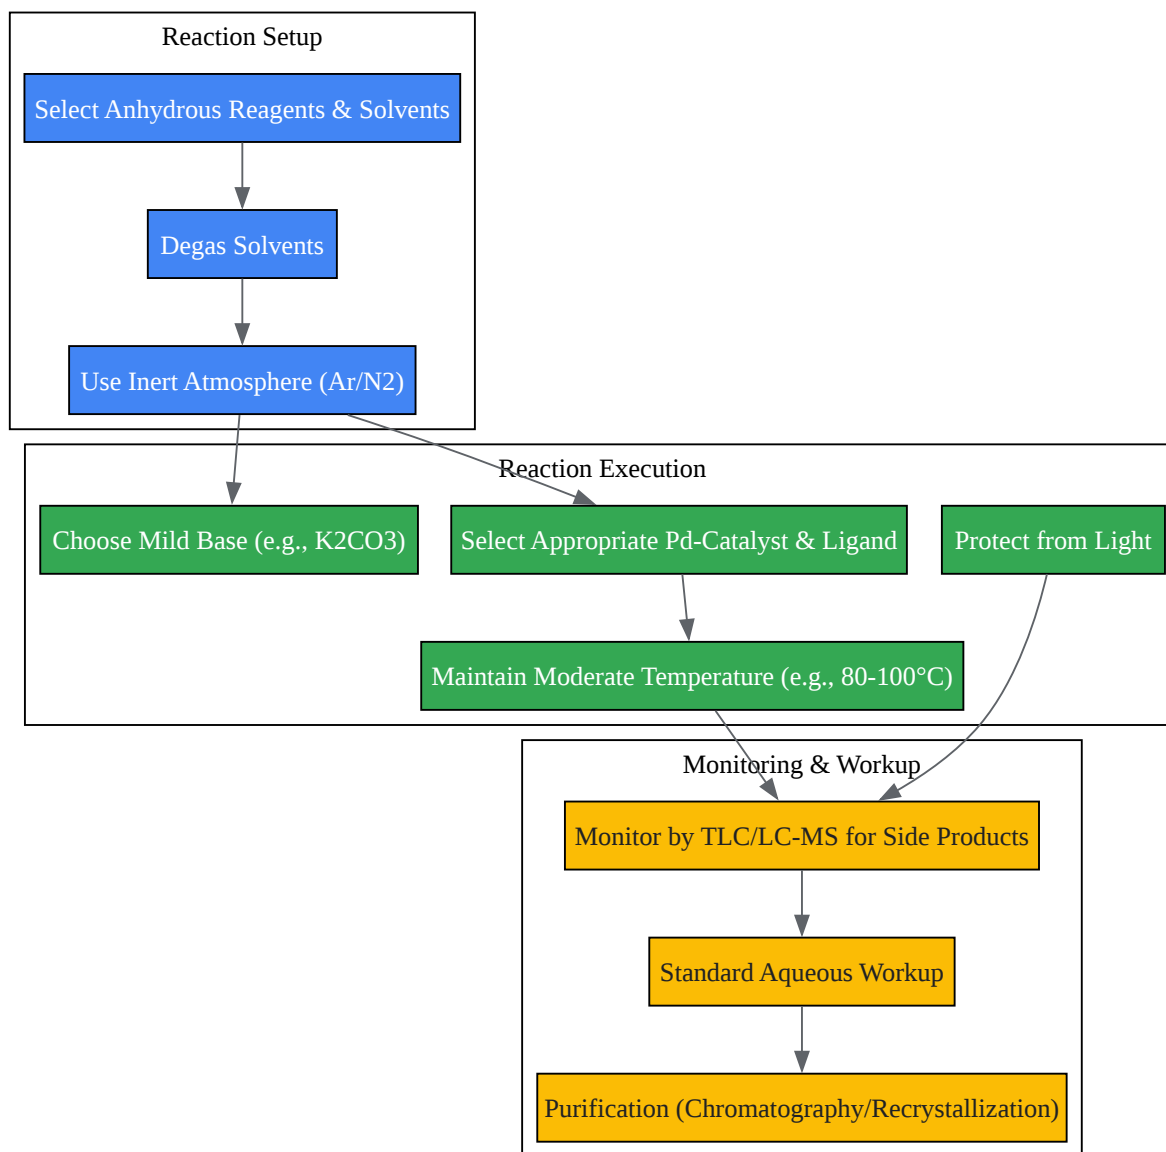 Reaction Setup
Select Anhydrous Reagents & Solvents
Degas Solvents
Use Inert Atmosphere (Ar/N2)
Reaction Execution
Choose Mild Base (e.g., K2CO3)
Select Appropriate Pd-Catalyst & Ligand
Protect from Light
Maintain Moderate Temperature (e.g., 80-100°C)
Monitoring & Workup
Monitor by TLC/LC-MS for Side Products
Standard Aqueous Workup
Purification (Chromatography/Recrystallization)